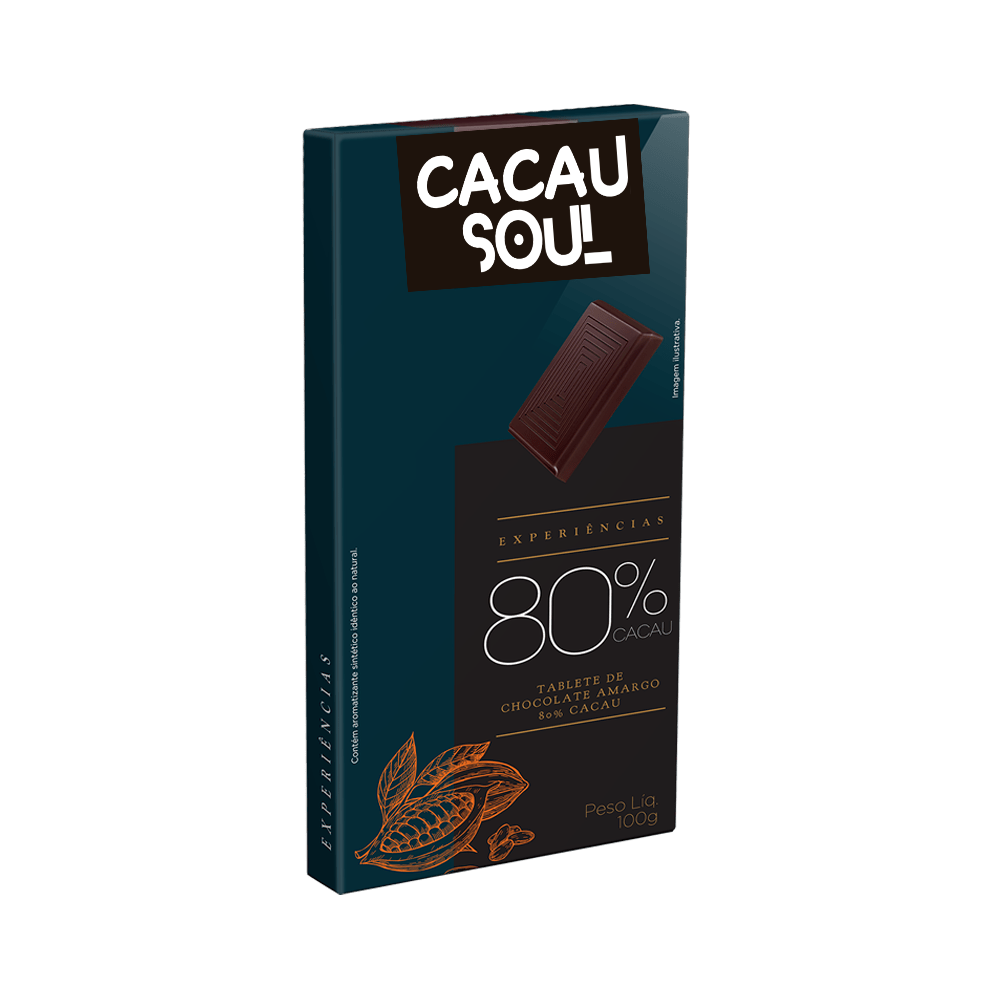 CACAU
SOUL
Imagem ilustrativa.
EXPERIÊNCIAS
80%
CACAU
TABLETE DE
CHOCOLATE AMARGO
80% CACAU
Contém aromatizante sintético idêntico ao natural.
EXPERIÊNCIAS
Peso Líq.
100g